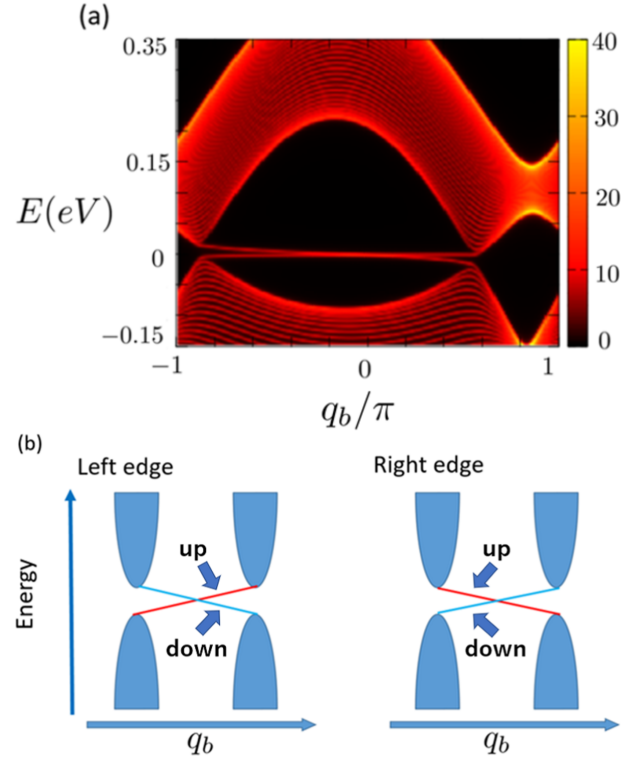 (a)
0.35
0.15
0
−0.15
E(eV)
40
30
20
10
0
−1
0
1
q_b/π
(b)
Left edge
Right edge
up
up
Energy
down
down
q_b
q_b